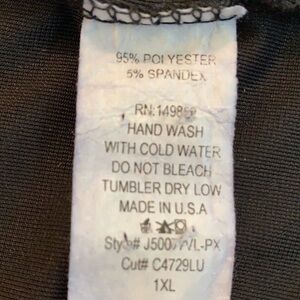 95% POLYESTER
5% SPANDEX
HAND WASH
WITH COLD WATER
DO NOT BLEACH
TUMBLER DRY LOW
MADE IN U.S.A
Style#
Cut# C4729LU
1XL